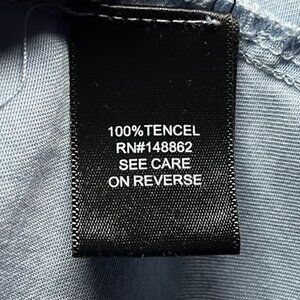 100%TENCEL
RN#148862
SEE CARE
ON REVERSE